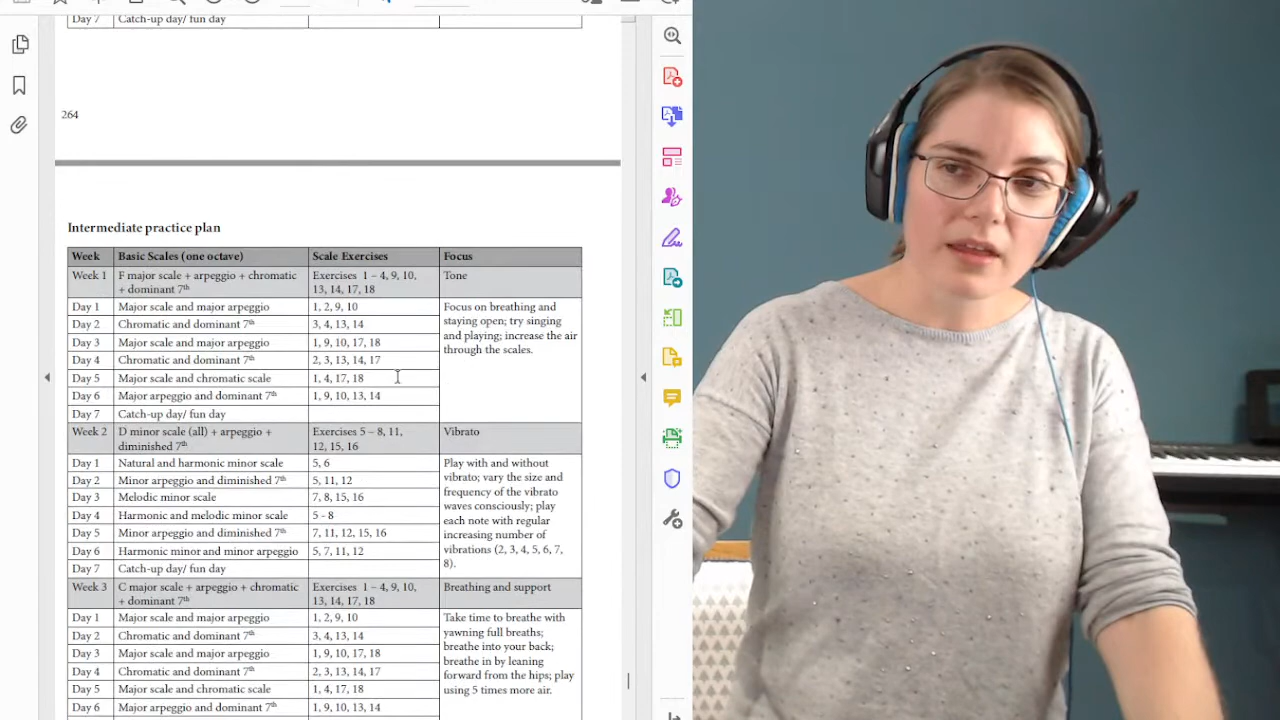 Day 7 Catch-up day/ fun day
264
Intermediate practice plan
Week Basic Scales (one octave) Scale Exercises Focus
Week 1 F major scale + arpeggio + chromatic + dominant 7th Exercises 1 – 4, 9, 10, 13, 14, 17, 18 Tone
Day 1 Major scale and major arpeggio 1, 2, 9, 10
Day 2 Chromatic and dominant 7th 3, 4, 13, 14
Day 3 Major scale and major arpeggio 1, 9, 10, 17, 18
Day 4 Chromatic and dominant 7th 2, 3, 13, 14, 17
Day 5 Major scale and chromatic scale 1, 4, 17, 18
Day 6 Major arpeggio and dominant 7th 1, 9, 10, 13, 14
Day 7 Catch-up day/ fun day
Focus on breathing and
staying open; try singing
and playing; increase the air
through the scales.
Week 2 D minor scale (all) + arpeggio + diminished 7th Exercises 5 – 8, 11, 12, 15, 16 Vibrato
Day 1 Natural and harmonic minor scale 5, 6
Day 2 Minor arpeggio and diminished 7th 5, 11, 12
Day 3 Melodic minor scale 7, 8, 15, 16
Day 4 Harmonic and melodic minor scale 5 - 8
Day 5 Minor arpeggio and diminished 7th 7, 11, 12, 15, 16
Day 6 Harmonic minor and minor arpeggio 5, 7, 11, 12
Day 7 Catch-up day/ fun day
Play with and without
vibrato; vary the size and
frequency of the vibrato
waves consciously; play
each note with regular
increasing number of
vibrations (2, 3, 4, 5, 6, 7,
8).
Week 3 C major scale + arpeggio + chromatic + dominant 7th Exercises 1 – 4, 9, 10, 13, 14, 17, 18 Breathing and support
Day 1 Major scale and major arpeggio 1, 2, 9, 10
Day 2 Chromatic and dominant 7th 3, 4, 13, 14
Day 3 Major scale and major arpeggio 1, 9, 10, 17, 18
Day 4 Chromatic and dominant 7th 2, 3, 13, 14, 17
Day 5 Major scale and chromatic scale 1, 4, 17, 18
Day 6 Major arpeggio and dominant 7th 1, 9, 10, 13, 14
Take time to breathe with
yawning full breaths;
breathe into your back;
breathe in by leaning
forward from the hips; play
using 5 times more air.